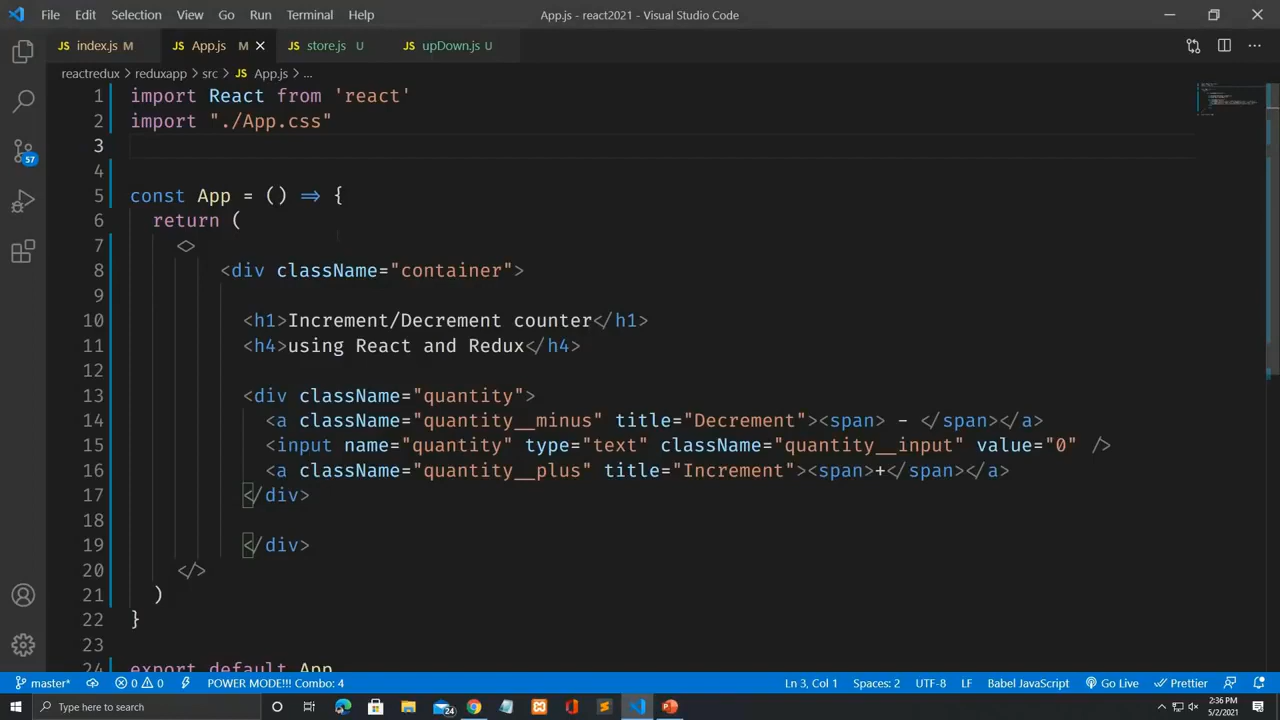 File Edit Selection View Go Run Terminal Help
App.js - react2021 - Visual Studio Code
JS index.js M
JS App.js M
JS store.js U
JS upDown.js U
reactredux > reduxapp > src > JS App.js > ...
1 import React from 'react'
2 import "./App.css"
3
4
5 const App = () => {
6 return (
7 <>
8 <div className="container">
9
10 <h1>Increment/Decrement counter</h1>
11 <h4>using React and Redux</h4>
12
13 <div className="quantity">
14 <a className="quantity__minus" title="Decrement"><span> - </span></a>
15 <input name="quantity" type="text" className="quantity__input" value="0" />
16 <a className="quantity__plus" title="Increment"><span>+</span></a>
17 </div>
18
19 </div>
20 </>
21 )
22 }
23
24 export default App
57
master* 0 0 POWER MODE!!! Combo: 4 Ln 3, Col 1 Spaces: 2 UTF-8 LF Babel JavaScript Go Live Prettier
Type here to search
24
2:36 PM
5/2/2021